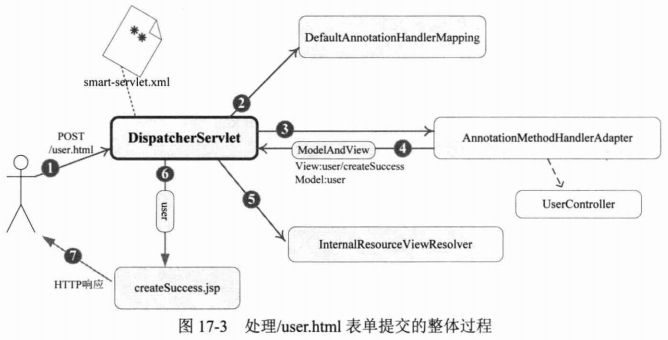 **
smart-servlet.xml
DefaultAnnotationHandlerMapping
2
POST
/user.html
DispatcherServlet
3
AnnotationMethodHandlerAdapter
1
ModelAndView
4
View:user/createSuccess
Model:user
6
user
5
UserController
InternalResourceViewResolver
7
HTTP响应
createSuccess.jsp
图 17-3 处理/user.html 表单提交的整体过程